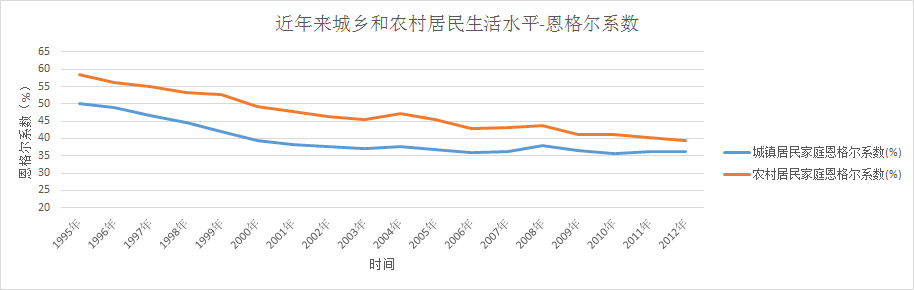 近年来城乡和农村居民生活水平-恩格尔系数
65
60
55
50
45
40
35
30
25
20
恩格尔系数（%）
1995年
1996年
1997年
1998年
1999年
2000年
2001年
2002年
2003年
2004年
2005年
2006年
2007年
2008年
2009年
2010年
2011年
2012年
时间
城镇居民家庭恩格尔系数(%)
农村居民家庭恩格尔系数(%)